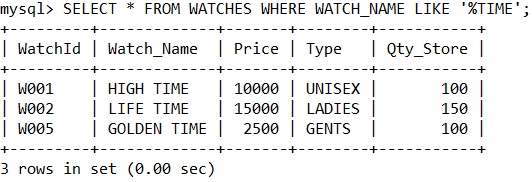 mysql> SELECT * FROM WATCHES WHERE WATCH_NAME LIKE '%TIME';
+---------+-------------+-------+--------+-----------+
| WatchId | Watch_Name  | Price | Type   | Qty_Store |
+---------+-------------+-------+--------+-----------+
| W001    | HIGH TIME   | 10000 | UNISEX |       100 |
| W002    | LIFE TIME   | 15000 | LADIES |       150 |
| W005    | GOLDEN TIME |  2500 | GENTS  |       100 |
+---------+-------------+-------+--------+-----------+
3 rows in set (0.00 sec)